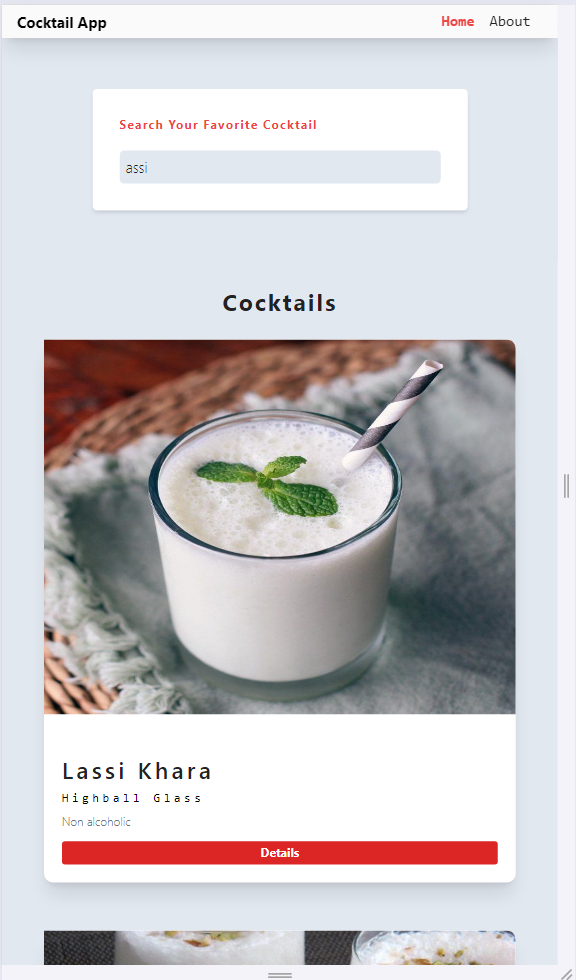 Cocktail App
Home About
Search Your Favorite Cocktail
assi
Cocktails
Lassi Khara
Highball Glass
Non alcoholic
Details